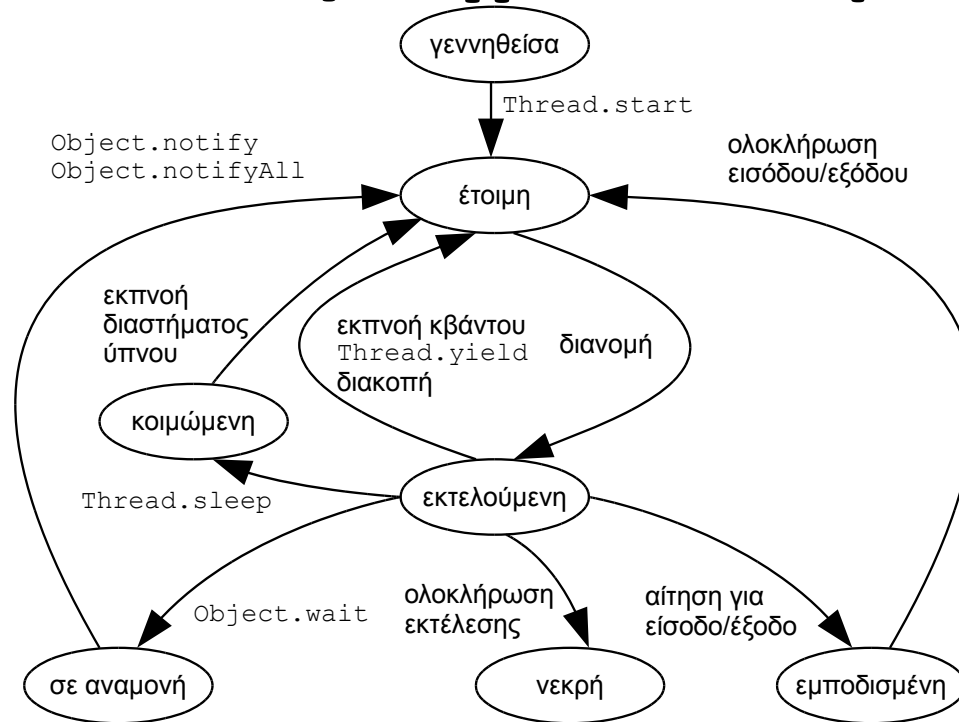 γεννηθείσα
Thread.start
Object.notify
Object.notifyAll
ολοκλήρωση
εισόδου/εξόδου
έτοιμη
εκπνοή
διαστήματος
ύπνου
εκπνοή κβάντου
Thread.yield
διακοπή
διανομή
κοιμώμενη
Thread.sleep
εκτελούμενη
Object.wait
ολοκλήρωση
εκτέλεσης
αίτηση για
είσοδο/έξοδο
σε αναμονή
νεκρή
εμποδισμένη